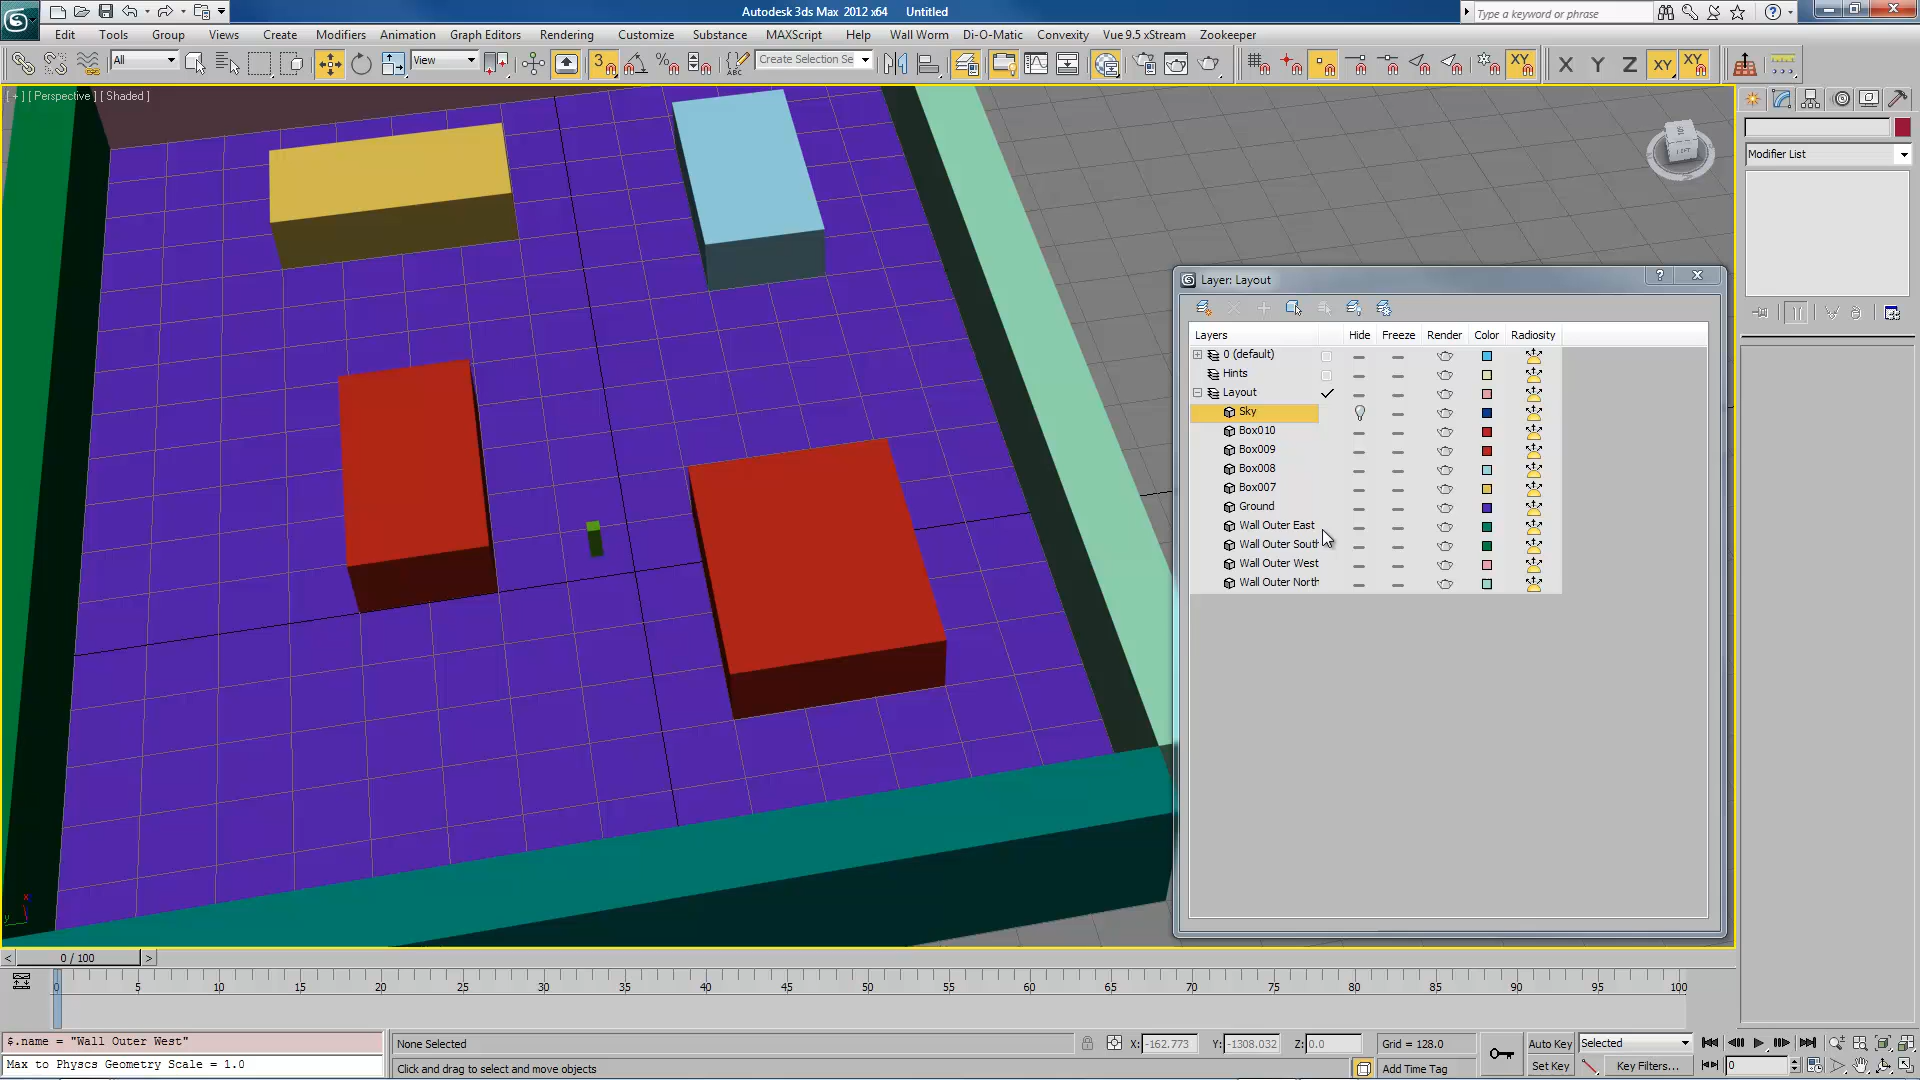 Autodesk 3ds Max 2012 x64 Untitled
Type a keyword or phrase
Edit Tools Group Views Create Modifiers Animation Graph Editors Rendering Customize Substance MAXScript Help Wall Worm Di-O-Matic Convexity Vue 9.5 xStream Zookeeper
All View 3 Create Selection Se X Y Z XY XY
[ + ] [ Perspective ] [ Shaded ]
Modifier List
Layer: Layout
Layers Hide Freeze Render Color Radiosity
0 (default)
Hints
Layout
Sky
Box010
Box009
Box008
Box007
Ground
Wall Outer East
Wall Outer South
Wall Outer West
Wall Outer North
LEFT
x
y
< 0 / 100 >
0 5 10 15 20 25 30 35 40 45 50 55 60 65 70 75 80 85 90 95 100
$.name = "Wall Outer West"
Max to Physcs Geometry Scale = 1.0
None Selected X: -162.773 Y: -1308.032 Z: 0.0 Grid = 128.0 Auto Key Selected
Click and drag to select and move objects Add Time Tag Set Key Key Filters... 0